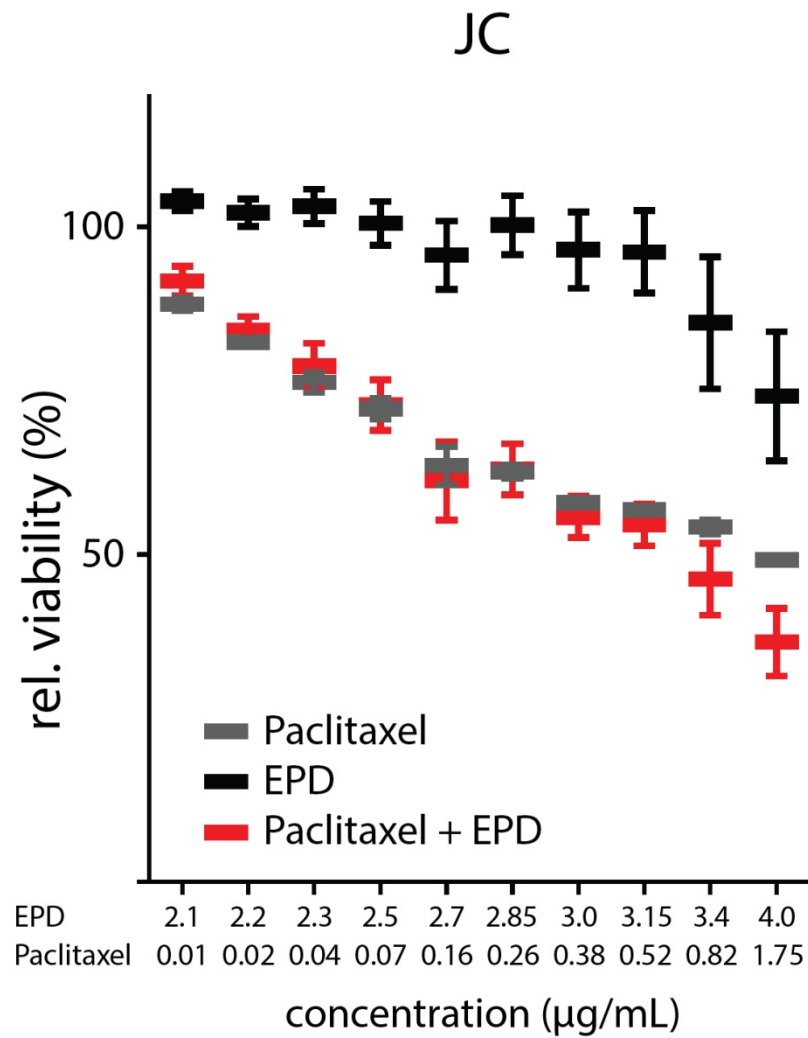 JC
rel. viability (%)
100
50
Paclitaxel
EPD
Paclitaxel + EPD
EPD 2.1 2.2 2.3 2.5 2.7 2.85 3.0 3.15 3.4 4.0
Paclitaxel 0.01 0.02 0.04 0.07 0.16 0.26 0.38 0.52 0.82 1.75
concentration (µg/mL)